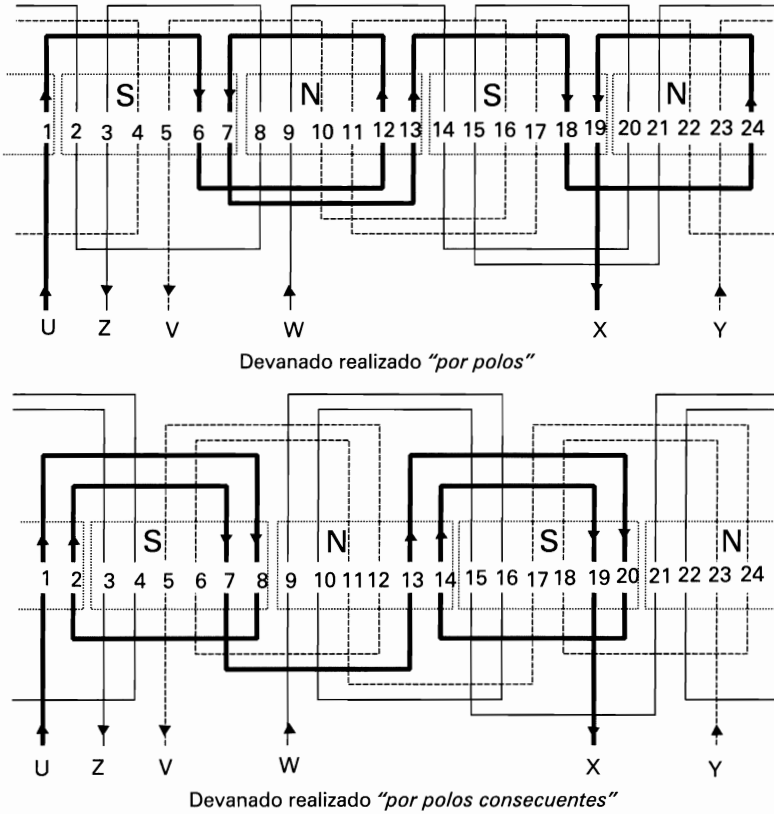 S N S N
1 2 3 4 5 6 7 8 9 10 11 12 13 14 15 16 17 18 19 20 21 22 23 24
U Z V W X Y
Devanado realizado "por polos"
S N S N
1 2 3 4 5 6 7 8 9 10 11 12 13 14 15 16 17 18 19 20 21 22 23 24
U Z V W X Y
Devanado realizado "por polos consecuentes"